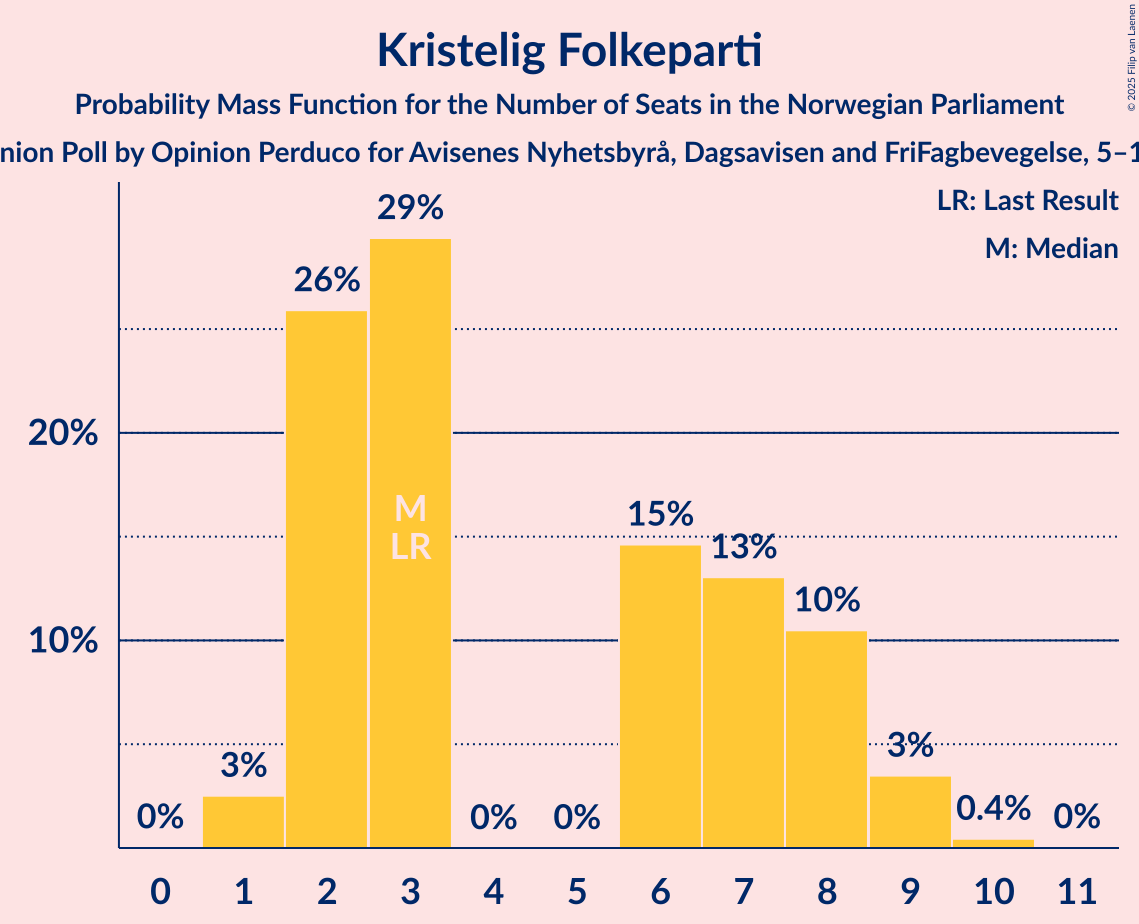 Kristelig Folkeparti
Probability Mass Function for the Number of Seats in the Norwegian Parliament
Poll by Opinion Perduco for Avisenes Nyhetsbyrå, Dagsavisen and FriFagbevegelse,
© 2025 Filip van Laenen
LR: Last Result
M: Median
29%
26%
20%
M
LR
15%
13%
10%
10%
3%
3%
0%
0%
0%
0.4%
0%
0 1 2 3 4 5 6 7 8 9 10 11